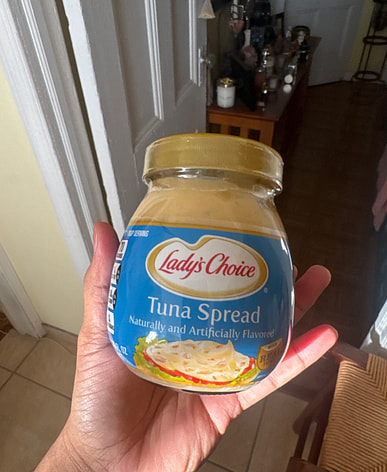 Lady's Choice
®
Tuna Spread
Naturally and Artificially Flavored